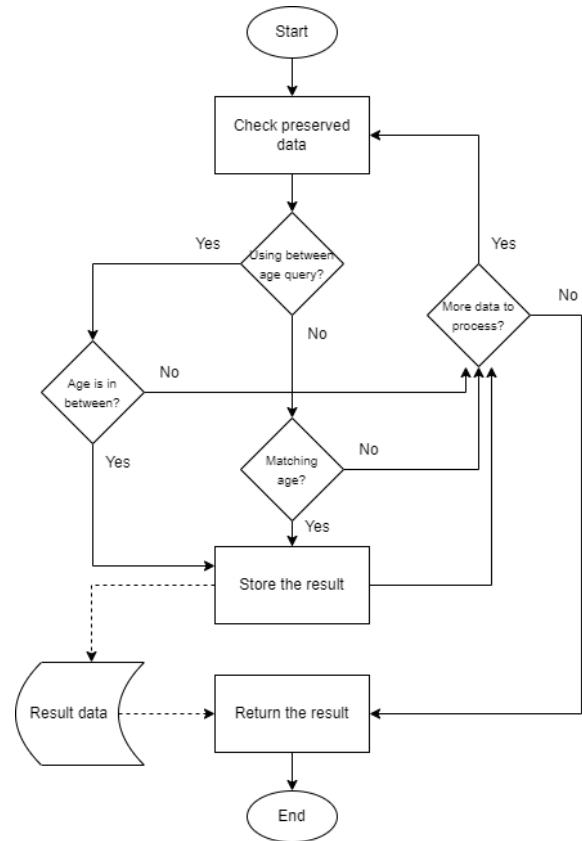 Start
Check preserved
data
Yes
Using between
age query?
Yes
No
More data to
process?
No
Age is in
between?
No
Yes
Matching
age?
No
Yes
Store the result
Result data
Return the result
End